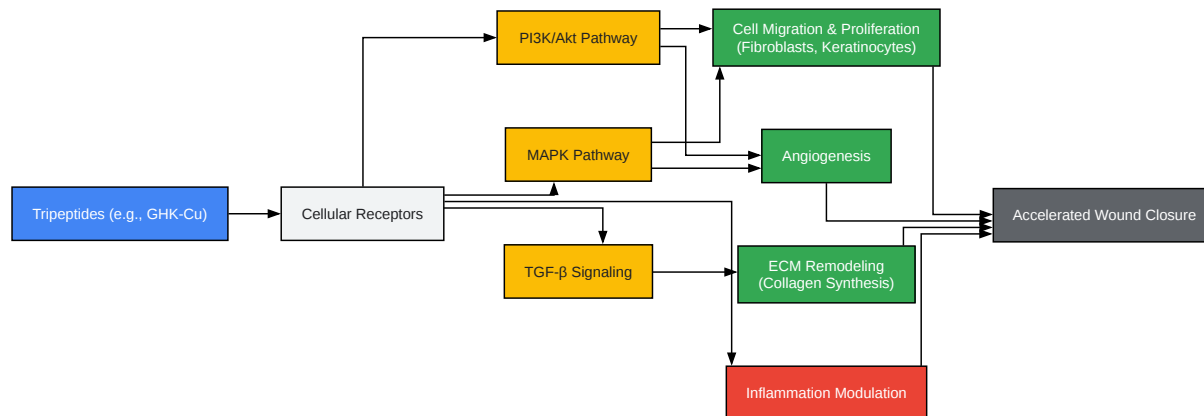 PI3K/Akt Pathway
Cell Migration & Proliferation
(Fibroblasts, Keratinocytes)
MAPK Pathway
Angiogenesis
Tripeptides (e.g., GHK-Cu)
Cellular Receptors
Accelerated Wound Closure
TGF-β Signaling
ECM Remodeling
(Collagen Synthesis)
Inflammation Modulation